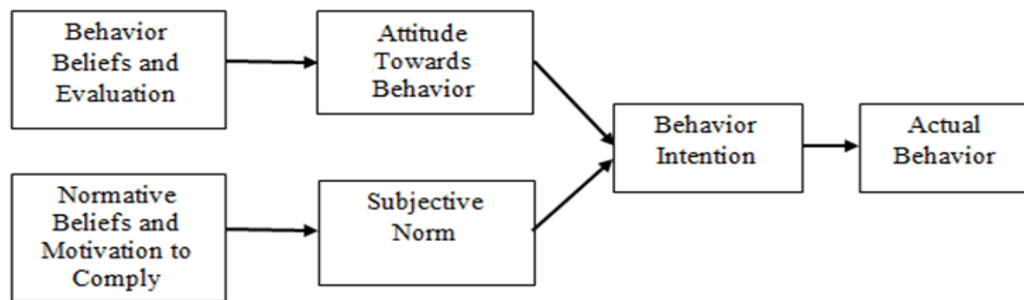 Behavior
Beliefs and
Evaluation
Attitude
Towards
Behavior
Normative
Beliefs and
Motivation to
Comply
Subjective
Norm
Behavior
Intention
Actual
Behavior